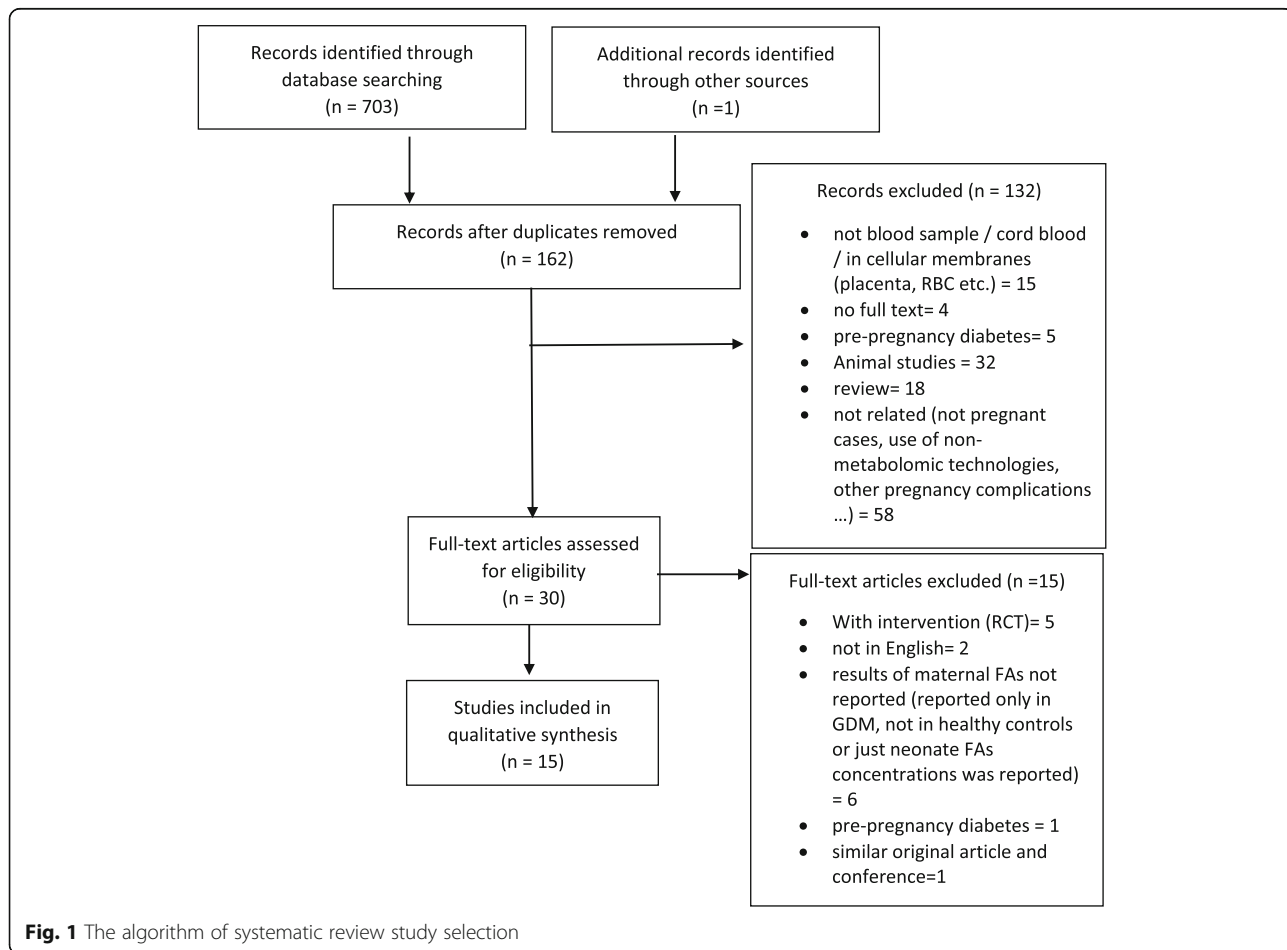 Records identified through
database searching
(n = 703)
Additional records identified
through other sources
(n =1)
Records after duplicates removed
(n = 162)
Records excluded (n = 132)
• not blood sample / cord blood
/ in cellular membranes
(placenta, RBC etc.) = 15
• no full text= 4
• pre-pregnancy diabetes= 5
• Animal studies = 32
• review= 18
• not related (not pregnant
cases, use of non-
metabolomic technologies,
other pregnancy complications
...) = 58
Full-text articles assessed
for eligibility
(n = 30)
Full-text articles excluded (n =15)
• With intervention (RCT)= 5
• not in English= 2
• results of maternal FAs not
reported (reported only in
GDM, not in healthy controls
or just neonate FAs
concentrations was reported)
= 6
• pre-pregnancy diabetes = 1
• similar original article and
conference=1
Studies included in
qualitative synthesis
(n = 15)
Fig. 1 The algorithm of systematic review study selection